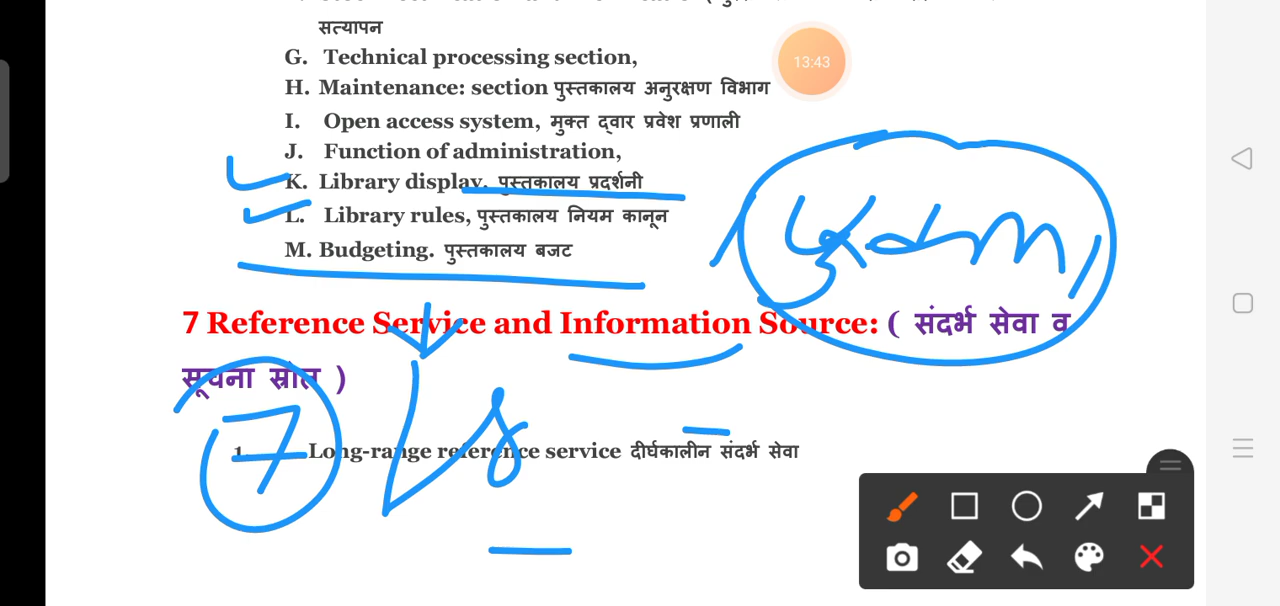 सत्यापन
G. Technical processing section,
H. Maintenance: section पुस्तकालय अनुरक्षण विभाग
I. Open access system, मुक्त द्वार प्रवेश प्रणाली
J. Function of administration,
K. Library display. पुस्तकालय प्रदर्शनी
L. Library rules, पुस्तकालय नियम कानून
M. Budgeting. पुस्तकालय बजट
7 Reference Service and Information Source: ( संदर्भ सेवा व
सूचना स्रोत )
7
1. Long-range reference service दीर्घकालीन संदर्भ सेवा
13:43